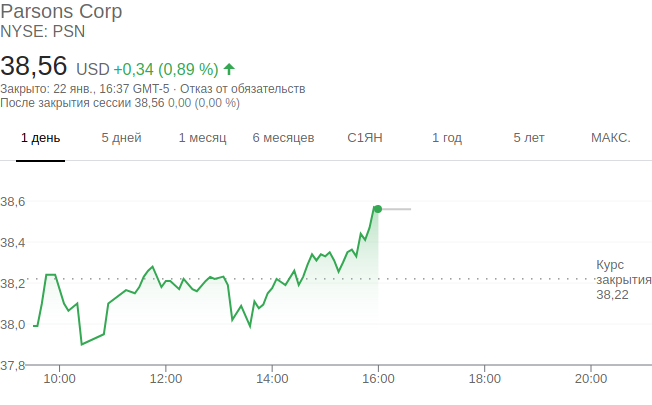 Parsons Corp
NYSE: PSN
38,56 USD +0,34 (0,89 %)
Закрыто: 22 янв., 16:37 GMT-5 · Отказ от обязательств
После закрытия сессии 38,56 0,00 (0,00 %)
1 день 5 дней 1 месяц 6 месяцев С1ЯН 1 год 5 лет МАКС.
38,6
38,4
38,2
38,0
37,8
Курс
закрытия
38,22
10:00 12:00 14:00 16:00 18:00 20:00